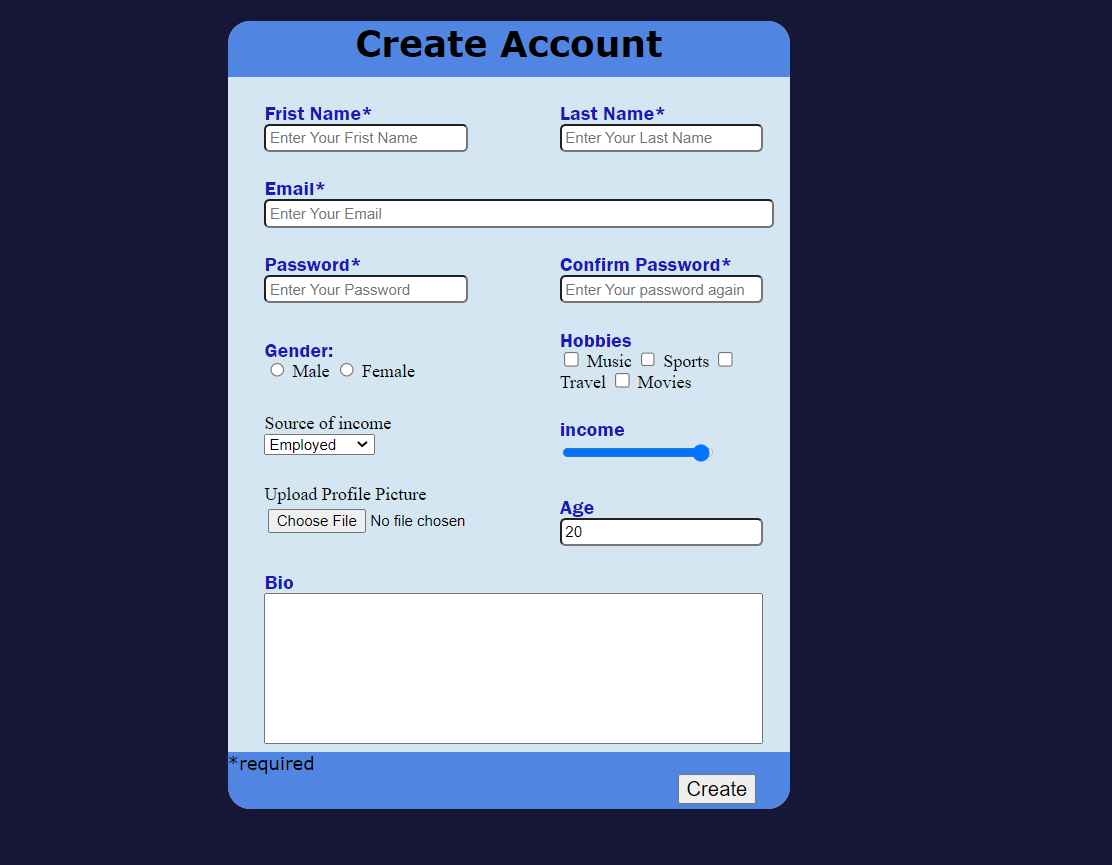 Create Account
Frist Name* Last Name*
Enter Your Frist Name Enter Your Last Name
Email*
Enter Your Email
Password* Confirm Password*
Enter Your Password Enter Your password again
Gender:
Male Female
Hobbies
Music Sports
Travel Movies
Source of income
Employed
income
Upload Profile Picture
Choose File No file chosen
Age
20
Bio
*required
Create